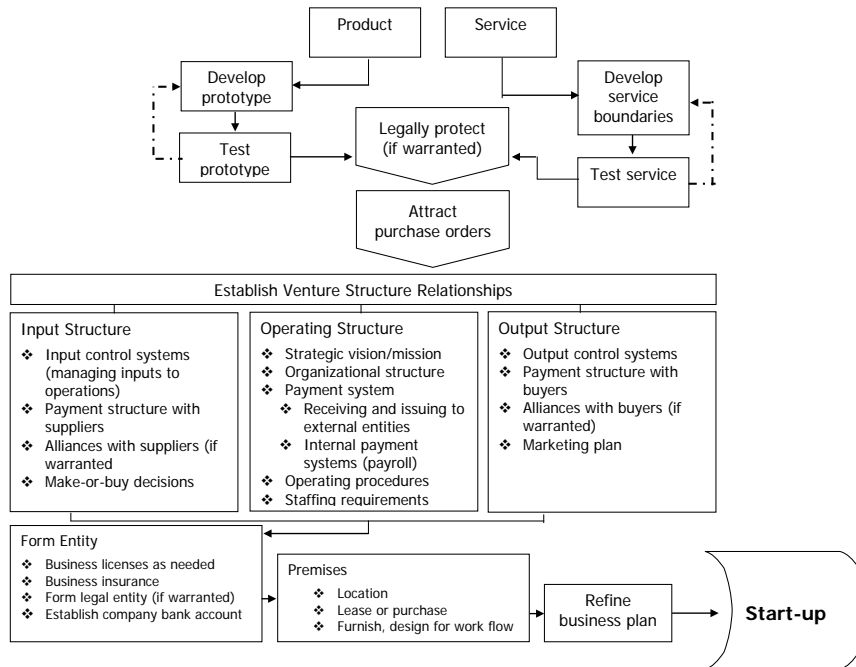 Product
Service
Develop
prototype
Develop
service
boundaries
Legally protect
(if warranted)
Test
prototype
Test service
Attract
purchase orders
Establish Venture Structure Relationships
Input Structure
❖ Input control systems
(managing inputs to
operations)
❖ Payment structure with
suppliers
❖ Alliances with suppliers (if
warranted
❖ Make-or-buy decisions
Operating Structure
❖ Strategic vision/mission
❖ Organizational structure
❖ Payment system
❖ Receiving and issuing to
external entities
❖ Internal payment
systems (payroll)
❖ Operating procedures
❖ Staffing requirements
Output Structure
❖ Output control systems
❖ Payment structure with
buyers
❖ Alliances with buyers (if
warranted)
❖ Marketing plan
Form Entity
❖ Business licenses as needed
❖ Business insurance
❖ Form legal entity (if warranted)
❖ Establish company bank account
Premises
❖ Location
❖ Lease or purchase
❖ Furnish, design for work flow
Refine
business plan
Start-up